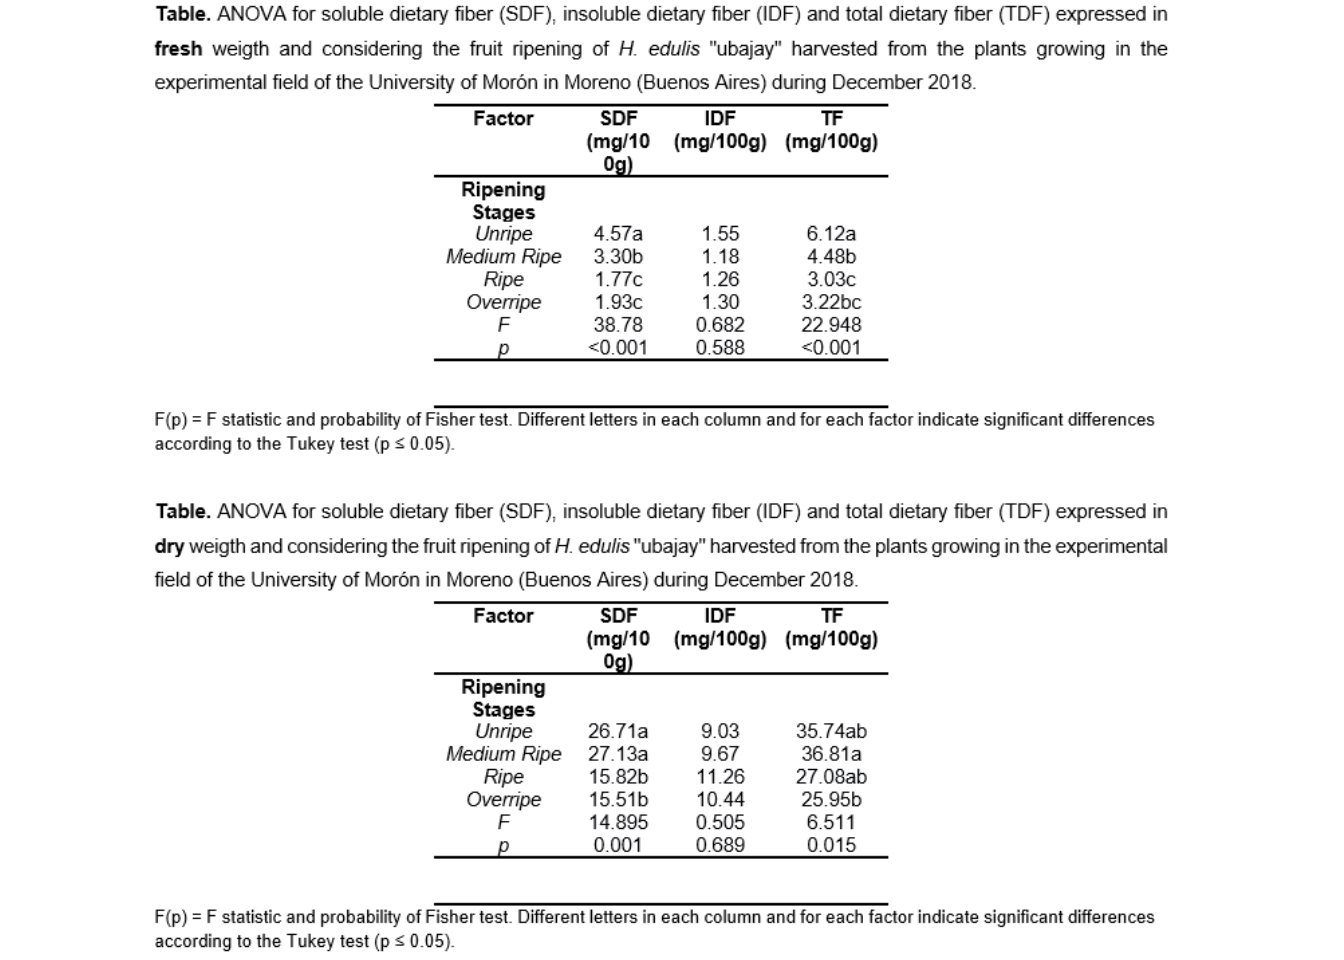 Table. ANOVA for soluble dietary fiber (SDF), insoluble dietary fiber (IDF) and total dietary fiber (TDF) expressed in
fresh weigth and considering the fruit ripening of H. edulis "ubajay" harvested from the plants growing in the
experimental field of the University of Morón in Moreno (Buenos Aires) during December 2018.
Factor SDF IDF TF
(mg/10 (mg/100g) (mg/100g)
0g)
Ripening
Stages
Unripe 4.57a 1.55 6.12a
Medium Ripe 3.30b 1.18 4.48b
Ripe 1.77c 1.26 3.03c
Overripe 1.93c 1.30 3.22bc
F 38.78 0.682 22.948
p <0.001 0.588 <0.001
F(p) = F statistic and probability of Fisher test. Different letters in each column and for each factor indicate significant differences
according to the Tukey test (p ≤ 0.05).
Table. ANOVA for soluble dietary fiber (SDF), insoluble dietary fiber (IDF) and total dietary fiber (TDF) expressed in
dry weigth and considering the fruit ripening of H. edulis "ubajay" harvested from the plants growing in the experimental
field of the University of Morón in Moreno (Buenos Aires) during December 2018.
Factor SDF IDF TF
(mg/10 (mg/100g) (mg/100g)
0g)
Ripening
Stages
Unripe 26.71a 9.03 35.74ab
Medium Ripe 27.13a 9.67 36.81a
Ripe 15.82b 11.26 27.08ab
Overripe 15.51b 10.44 25.95b
F 14.895 0.505 6.511
p 0.001 0.689 0.015
F(p) = F statistic and probability of Fisher test. Different letters in each column and for each factor indicate significant differences
according to the Tukey test (p ≤ 0.05).